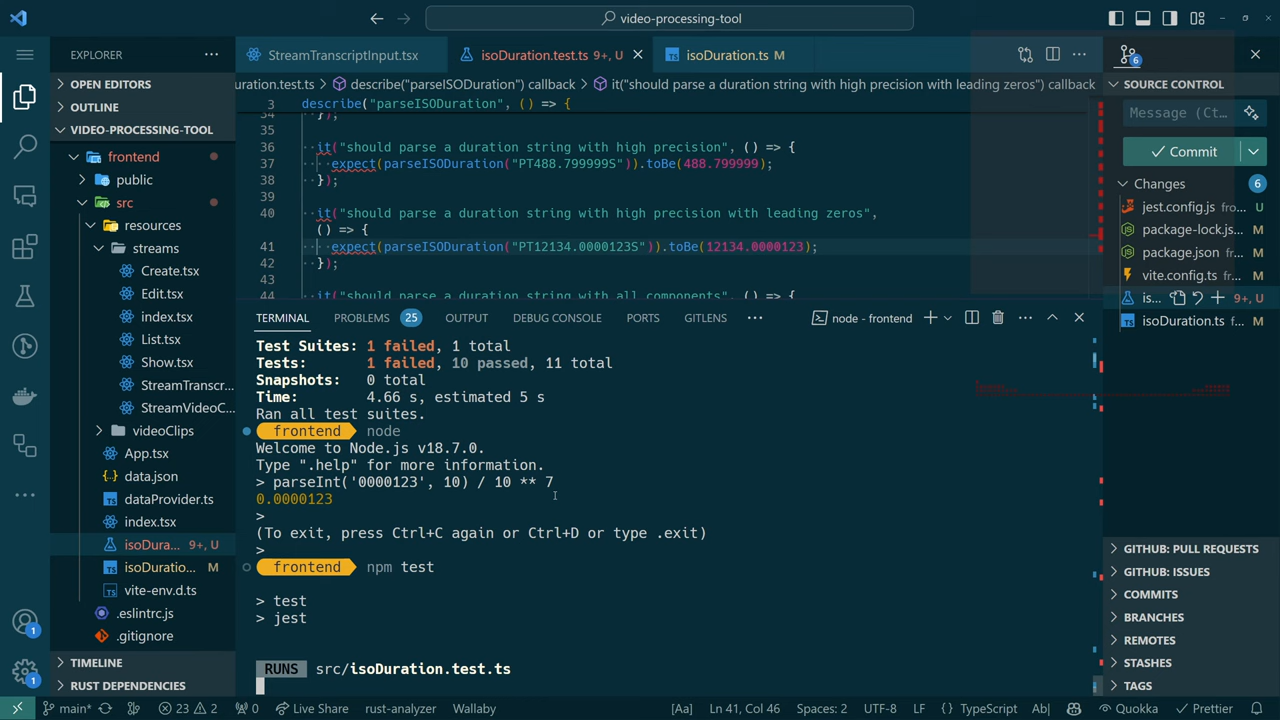 video-processing-tool
EXPLORER
OPEN EDITORS
OUTLINE
VIDEO-PROCESSING-TOOL
frontend
public
src
resources
streams
Create.tsx
Edit.tsx
index.tsx
List.tsx
Show.tsx
StreamTranscr...
StreamVideoC...
videoClips
App.tsx
data.json
dataProvider.ts
index.tsx
isoDura... 9+, U
isoDuratio... M
vite-env.d.ts
.eslintrc.js
.gitignore
TIMELINE
RUST DEPENDENCIES
1
1
StreamTranscriptInput.tsx
isoDuration.test.ts 9+, U
isoDuration.ts M
duration.test.ts > describe("parseISODuration") callback > it("should parse a duration string with high precision with leading zeros") callback
3 describe("parseISODuration", () => {
34 });
35
36 it("should parse a duration string with high precision", () => {
37 expect(parseISODuration("PT488.799999S")).toBe(488.799999);
38 });
39
40 it("should parse a duration string with high precision with leading zeros",
() => {
41 expect(parseISODuration("PT12134.0000123S")).toBe(12134.0000123);
42 });
43
44 it("should parse a duration string with all components", () => {
TERMINAL PROBLEMS 25 OUTPUT DEBUG CONSOLE PORTS GITLENS node - frontend
Test Suites: 1 failed, 1 total
Tests: 1 failed, 10 passed, 11 total
Snapshots: 0 total
Time: 4.66 s, estimated 5 s
Ran all test suites.
frontend node
Welcome to Node.js v18.7.0.
Type ".help" for more information.
> parseInt('0000123', 10) / 10 ** 7
0.0000123
>
(To exit, press Ctrl+C again or Ctrl+D or type .exit)
>
frontend npm test
> test
> jest
RUNS src/isoDuration.test.ts
6
SOURCE CONTROL
Message (Ct...
Commit
Changes 6
jest.config.js U
package-lock.j... M
package.json f... M
vite.config.ts M
is... 9+, U
isoDuration.ts f... M
GITHUB: PULL REQUESTS
GITHUB: ISSUES
COMMITS
BRANCHES
REMOTES
STASHES
TAGS
main* 23 2 0 Live Share rust-analyzer Wallaby [Aa] Ln 41, Col 46 Spaces: 2 UTF-8 LF TypeScript Ab| Quokka Prettier